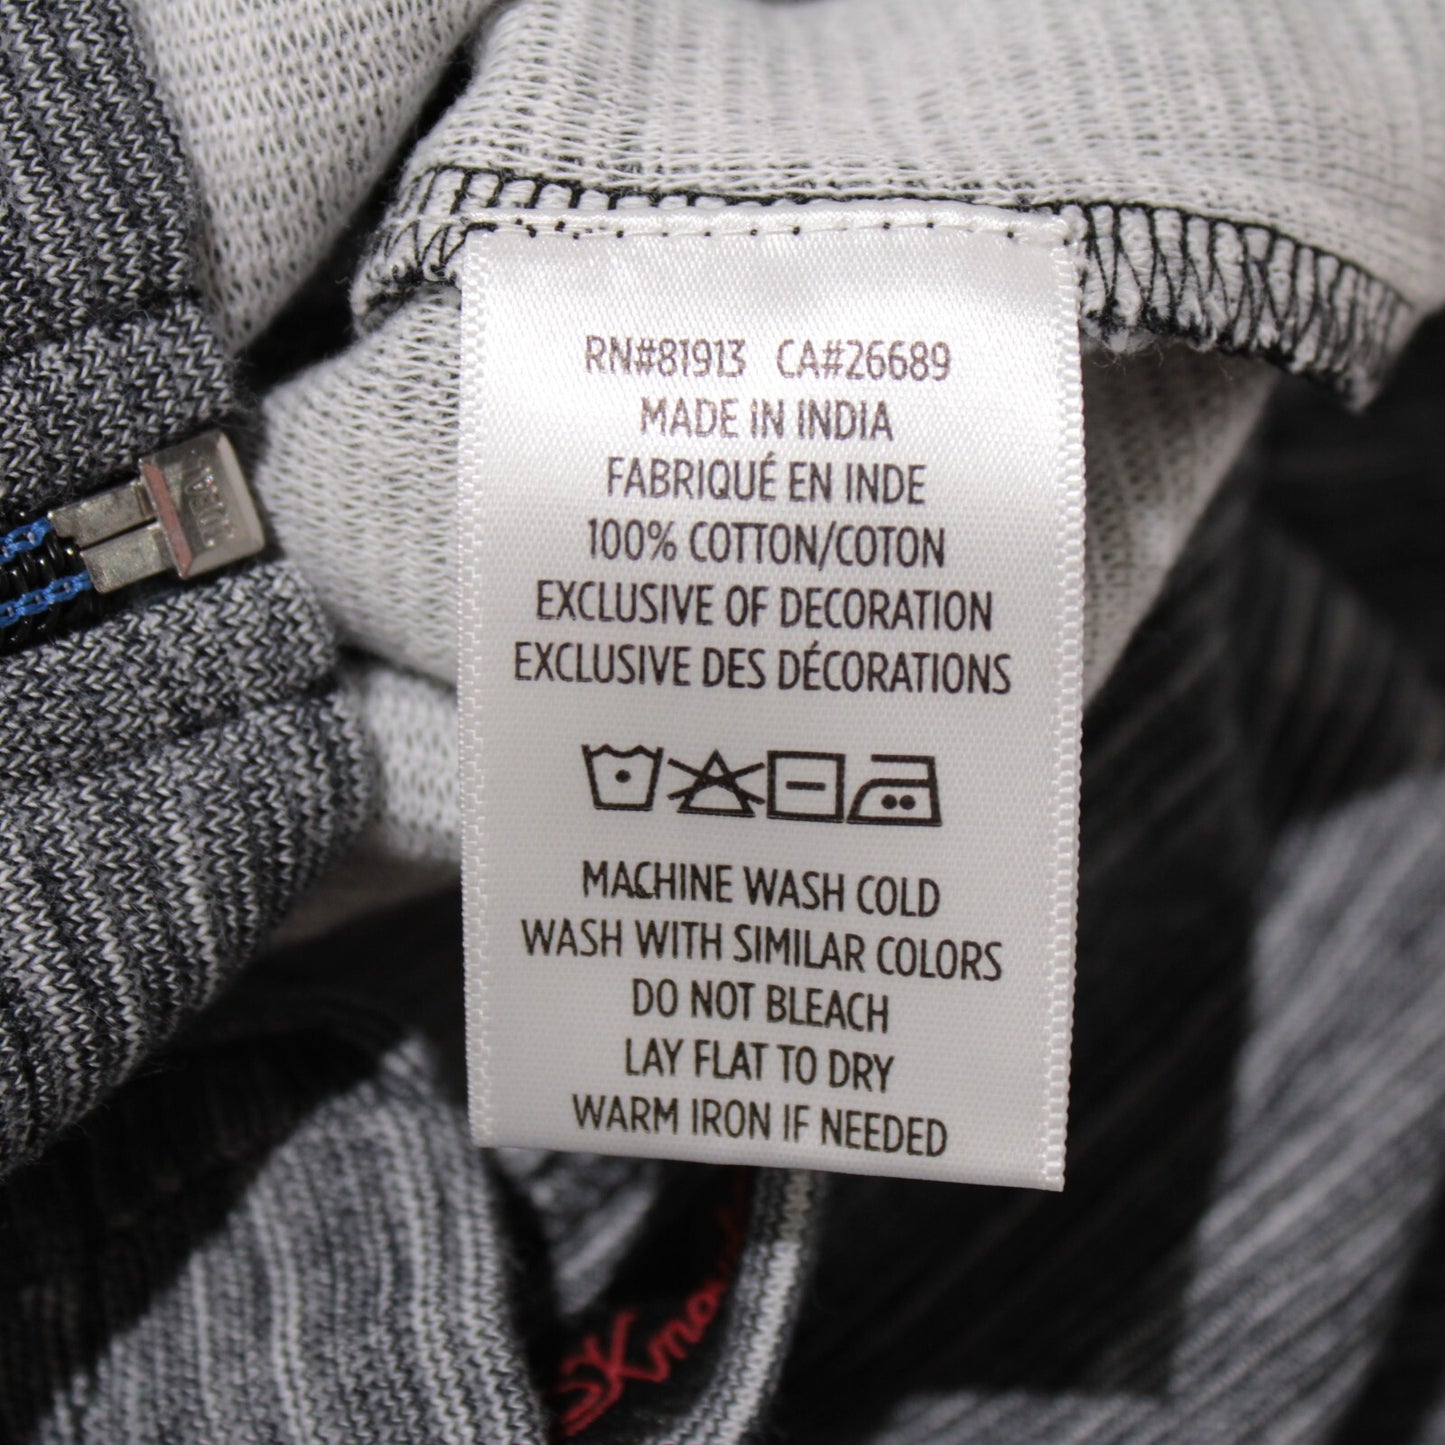 RN#81913 CA#26689
MADE IN INDIA
FABRIQUÉ EN INDE
100% COTTON/COTON
EXCLUSIVE OF DECORATION
EXCLUSIVE DES DÉCORATIONS
MACHINE WASH COLD
WASH WITH SIMILAR COLORS
DO NOT BLEACH
LAY FLAT TO DRY
WARM IRON IF NEEDED